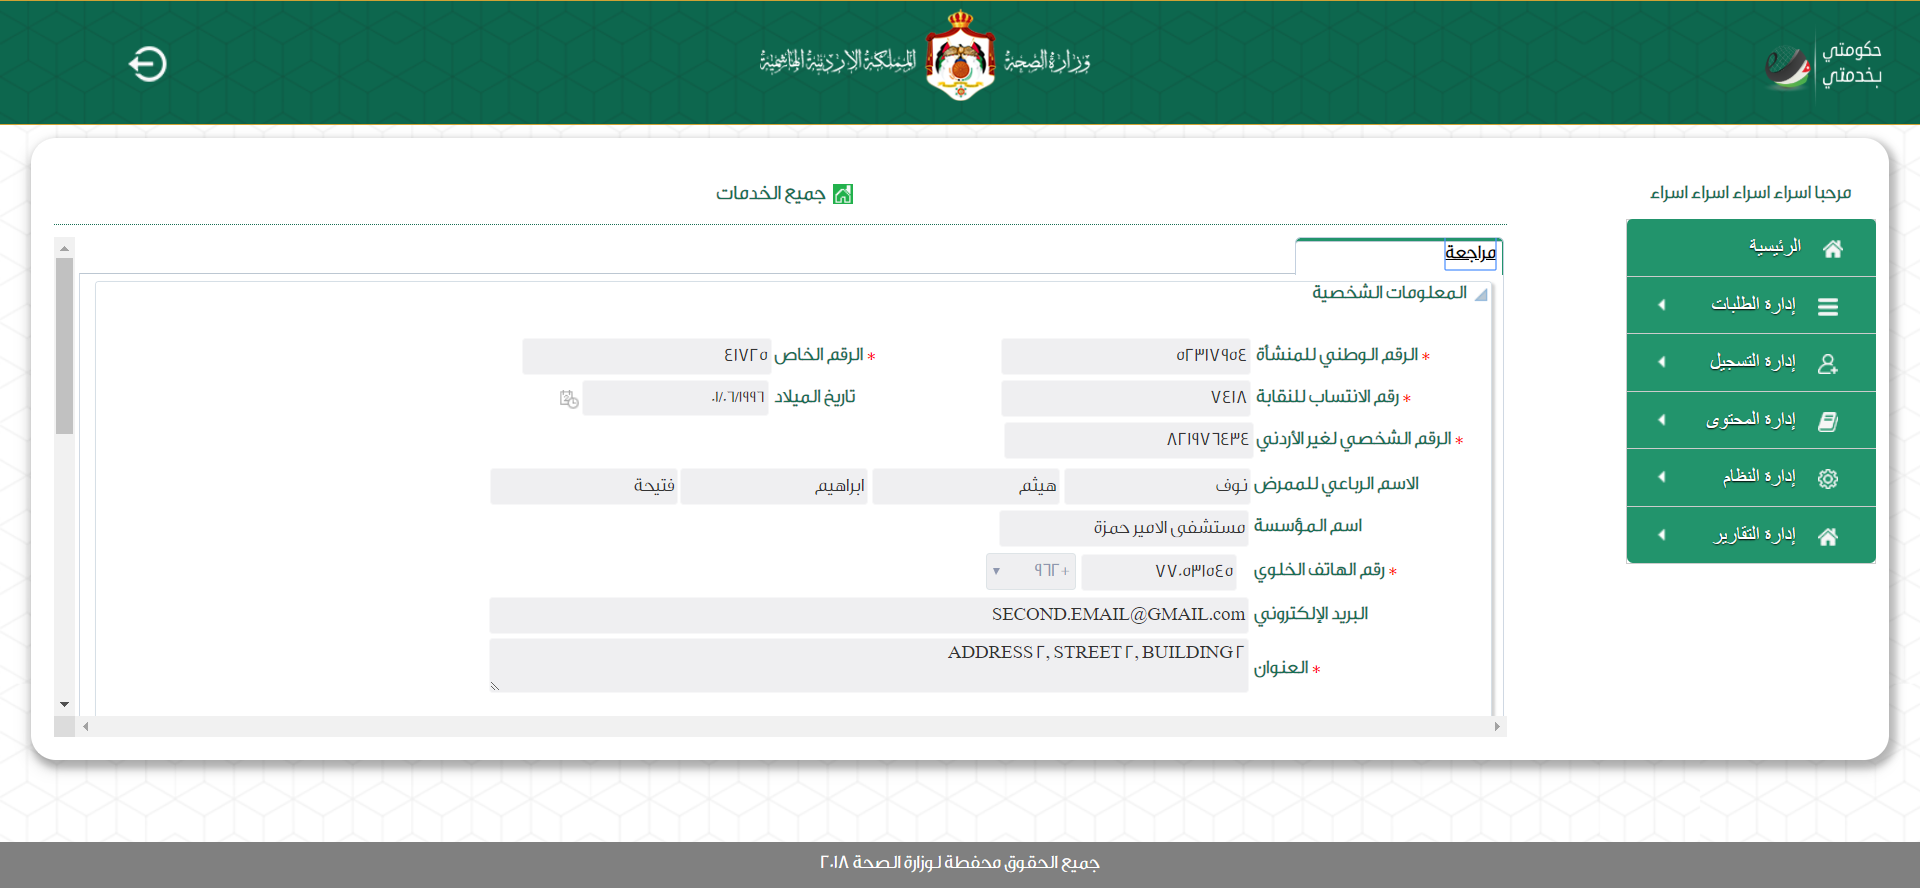 حكومتي
بخدمتي
وزارة الصحة
المملكة الأردنية الهاشمية
مرحبا اسراء اسراء اسراء اسراء
الرئيسية
إدارة الطلبات
إدارة التسجيل
إدارة المحتوى
إدارة النظام
إدارة التقارير
جميع الخدمات
مراجعة
المعلومات الشخصية
* الرقم الوطني للمنشأة ٥٢٣١٧٩٥٤ * الرقم الخاص ٤١٧٢٥
* رقم الانتساب للنقابة ٧٤١٨ تاريخ الميلاد ٠١/٠٦/١٩٩٦
* الرقم الشخصي لغير الأردني ٨٢١٩٧٦٤٣٤
الاسم الرباعي للممرض نوف هيثم ابراهيم فتيحة
اسم المؤسسة مستشفى الامير حمزة
* رقم الهاتف الخلوي ٧٧٠٥٣١٥٤٥ +٩٦٢
البريد الإلكتروني SECOND.EMAIL@GMAIL.com
* العنوان ADDRESS٢, STREET٢, BUILDING٢
جميع الحقوق محفظة لوزارة الصحة ٢٠١٨